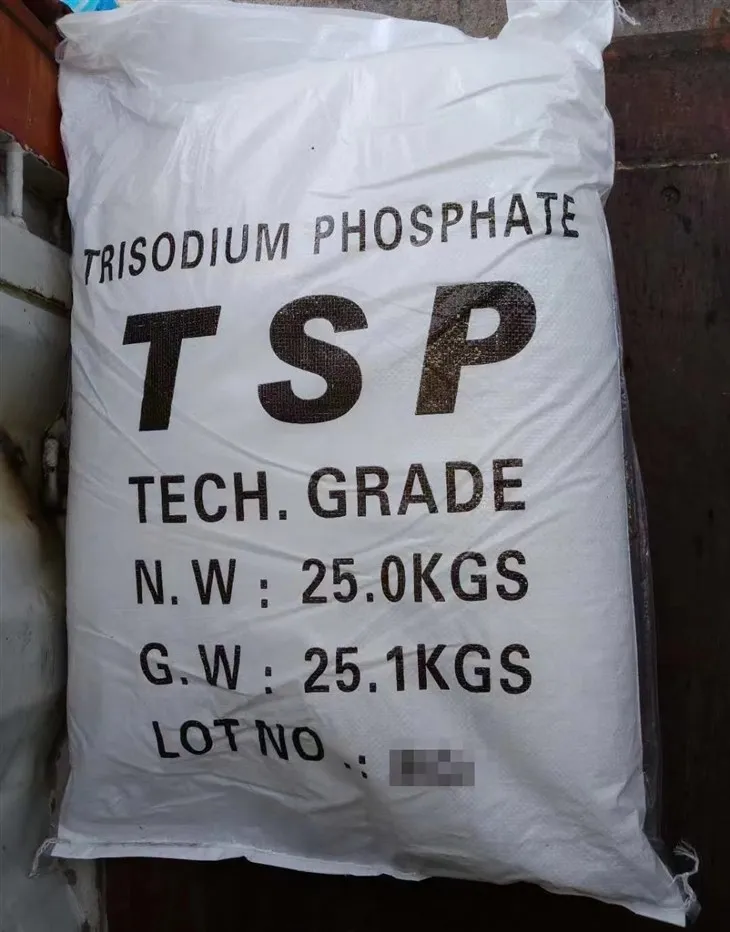 TRISODIUM PHOSPHATE
TSP
TECH. GRADE
N.W : 25.0KGS
G.W : 25.1KGS
LOT NO .: